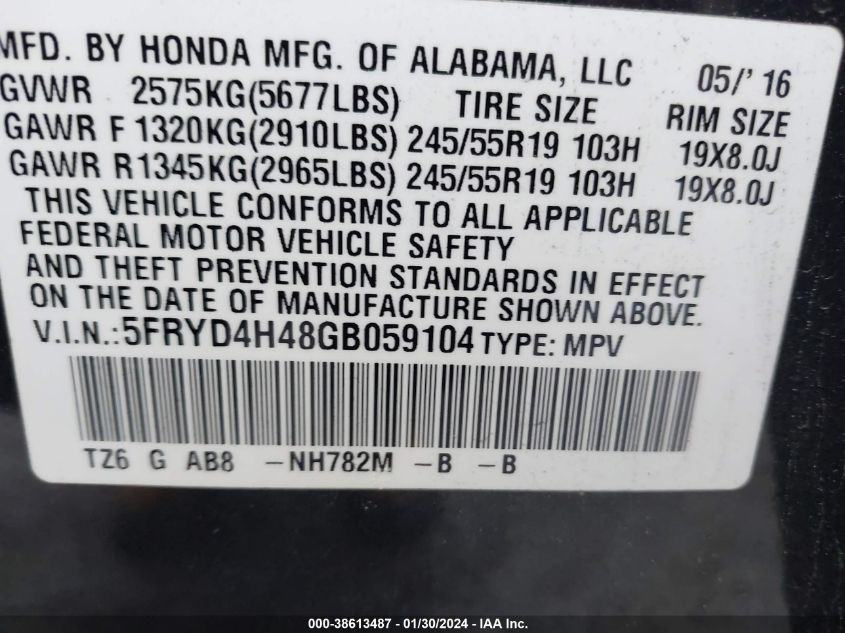 MFD. BY HONDA MFG. OF ALABAMA, LLC 05/'16
GVWR 2575KG(5677LBS) TIRE SIZE RIM SIZE
GAWR F 1320KG(2910LBS) 245/55R19 103H 19X8.0J
GAWR R1345KG(2965LBS) 245/55R19 103H 19X8.0J
THIS VEHICLE CONFORMS TO ALL APPLICABLE
FEDERAL MOTOR VEHICLE SAFETY
AND THEFT PREVENTION STANDARDS IN EFFECT
ON THE DATE OF MANUFACTURE SHOWN ABOVE.
V.I.N.:5FRYD4H48GB059104 TYPE: MPV
TZ6 G AB8 -NH782M -B -B
000-38613487 - 01/30/2024 - IAA Inc.